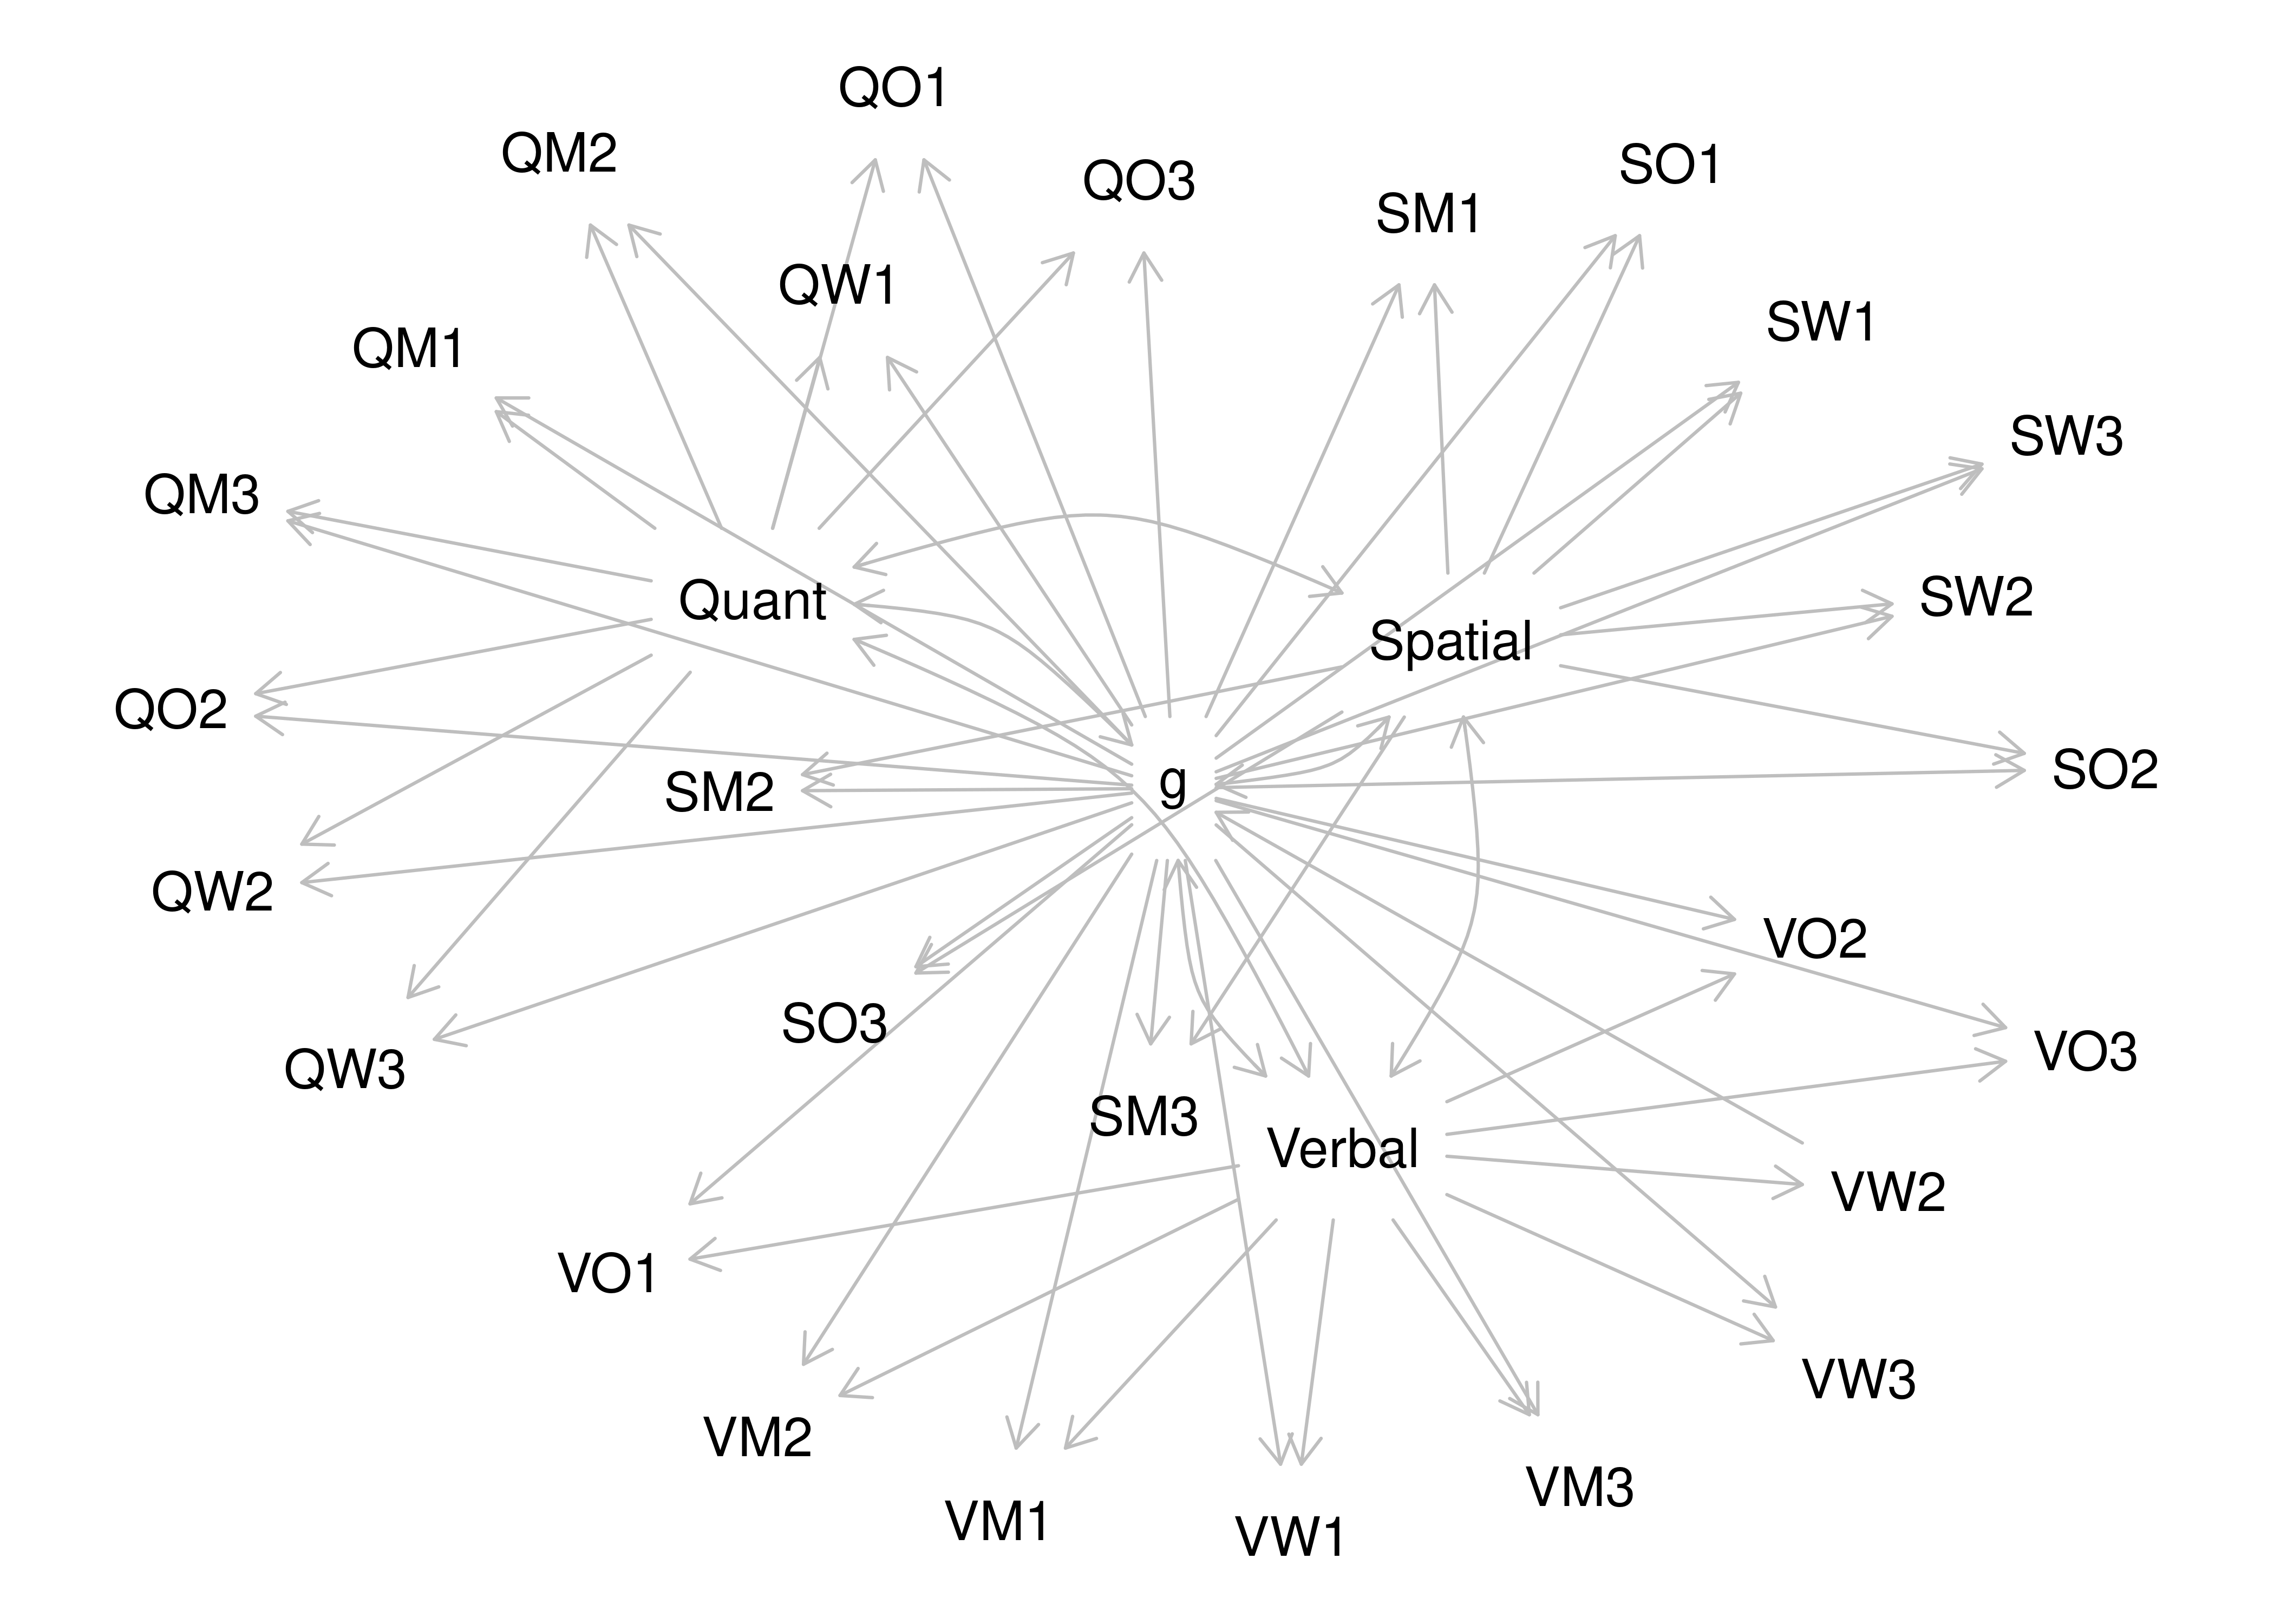 QO1
QM2
QO3
SO1
SM1
QW1
SW1
QM1
SW3
QM3
Quant
SW2
Spatial
QO2
SO2
SM2
g
QW2
VO2
SO3
VO3
QW3
SM3
Verbal
VW2
VO1
VW3
VM2
VM3
VM1
VW1